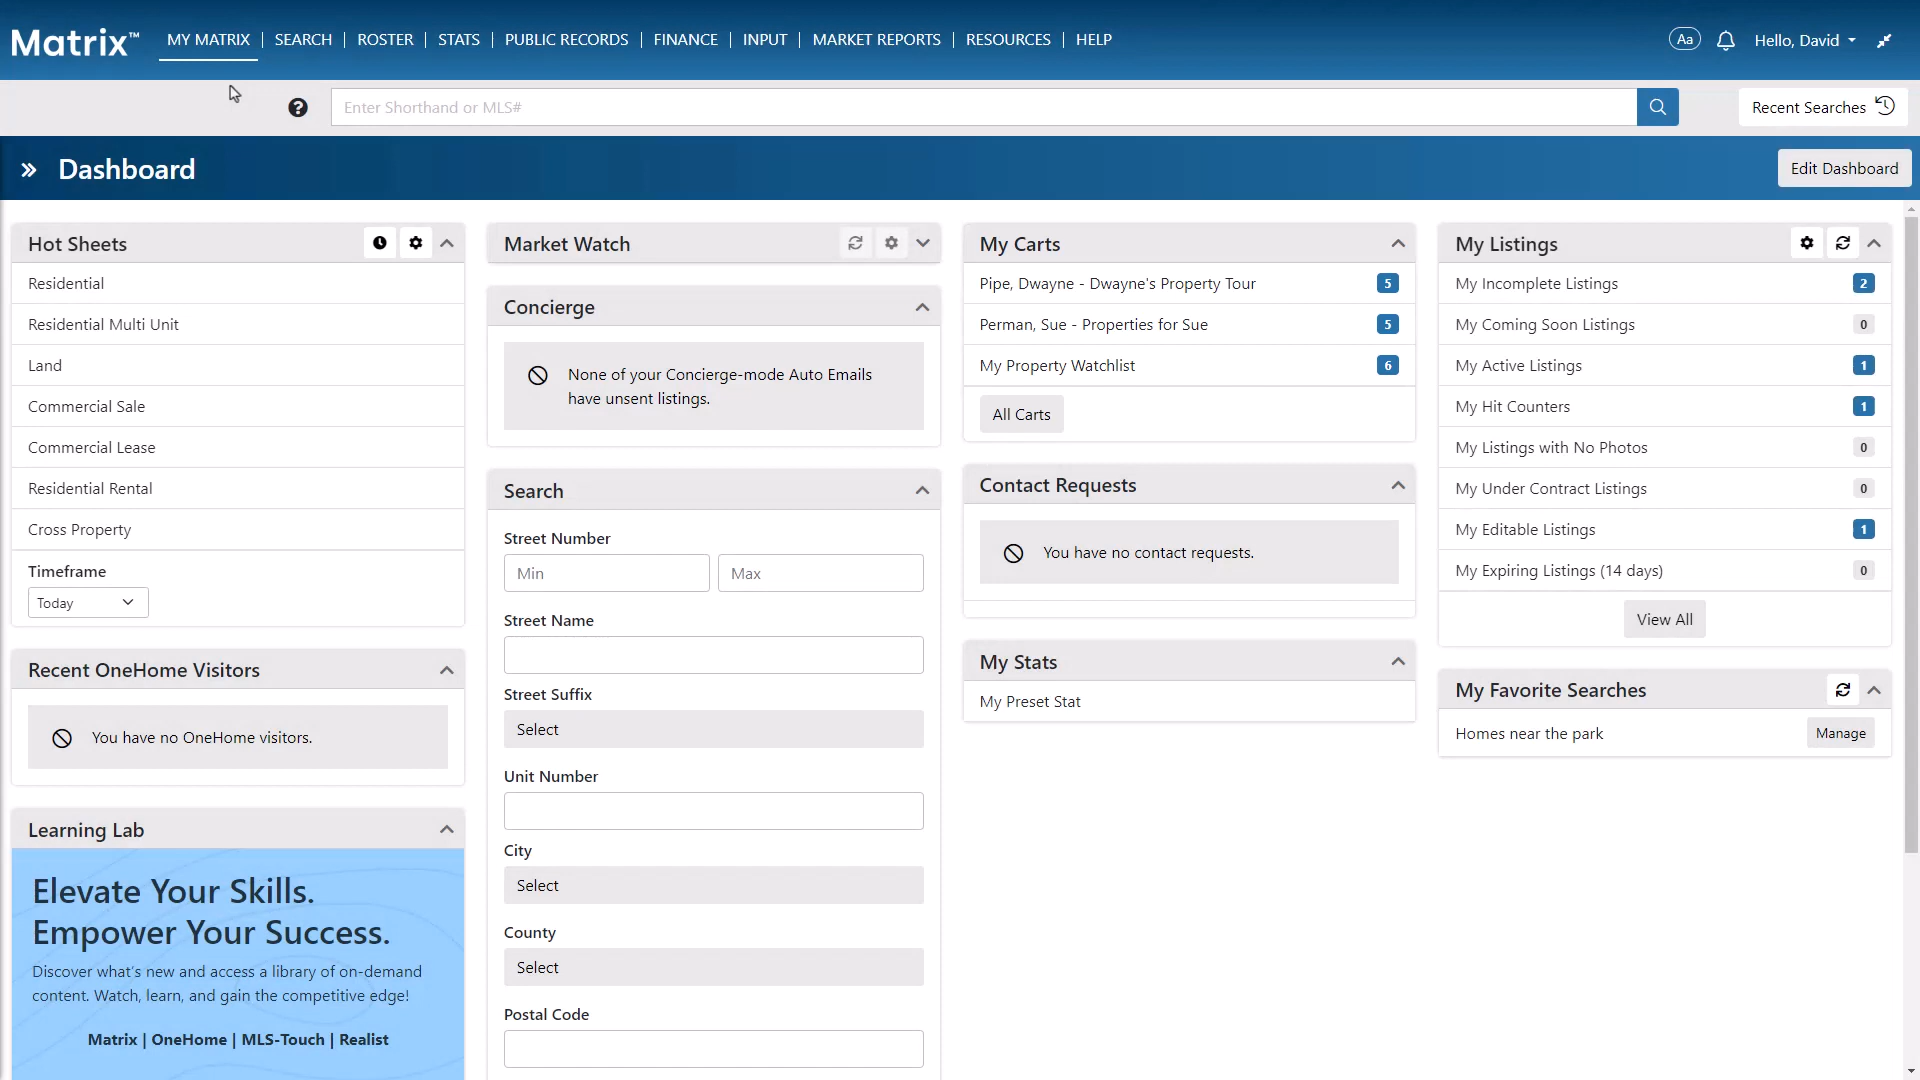 Matrix™
MY MATRIX | SEARCH | ROSTER | STATS | PUBLIC RECORDS | FINANCE | INPUT | MARKET REPORTS | RESOURCES | HELP
Aa
Hello, David
Enter Shorthand or MLS#
Recent Searches
Dashboard
Edit Dashboard
Hot Sheets
Residential
Residential Multi Unit
Land
Commercial Sale
Commercial Lease
Residential Rental
Cross Property
Timeframe
Today
Recent OneHome Visitors
You have no OneHome visitors.
Learning Lab
Elevate Your Skills.
Empower Your Success.
Discover what's new and access a library of on-demand
content. Watch, learn, and gain the competitive edge!
Matrix | OneHome | MLS-Touch | Realist
Market Watch
Concierge
None of your Concierge-mode Auto Emails
have unsent listings.
Search
Street Number
Min Max
Street Name
Street Suffix
Select
Unit Number
City
Select
County
Select
Postal Code
My Carts
Pipe, Dwayne - Dwayne's Property Tour 5
Perman, Sue - Properties for Sue 5
My Property Watchlist 6
All Carts
Contact Requests
You have no contact requests.
My Stats
My Preset Stat
My Listings
My Incomplete Listings 2
My Coming Soon Listings 0
My Active Listings 1
My Hit Counters 1
My Listings with No Photos 0
My Under Contract Listings 0
My Editable Listings 1
My Expiring Listings (14 days) 0
View All
My Favorite Searches
Homes near the park Manage